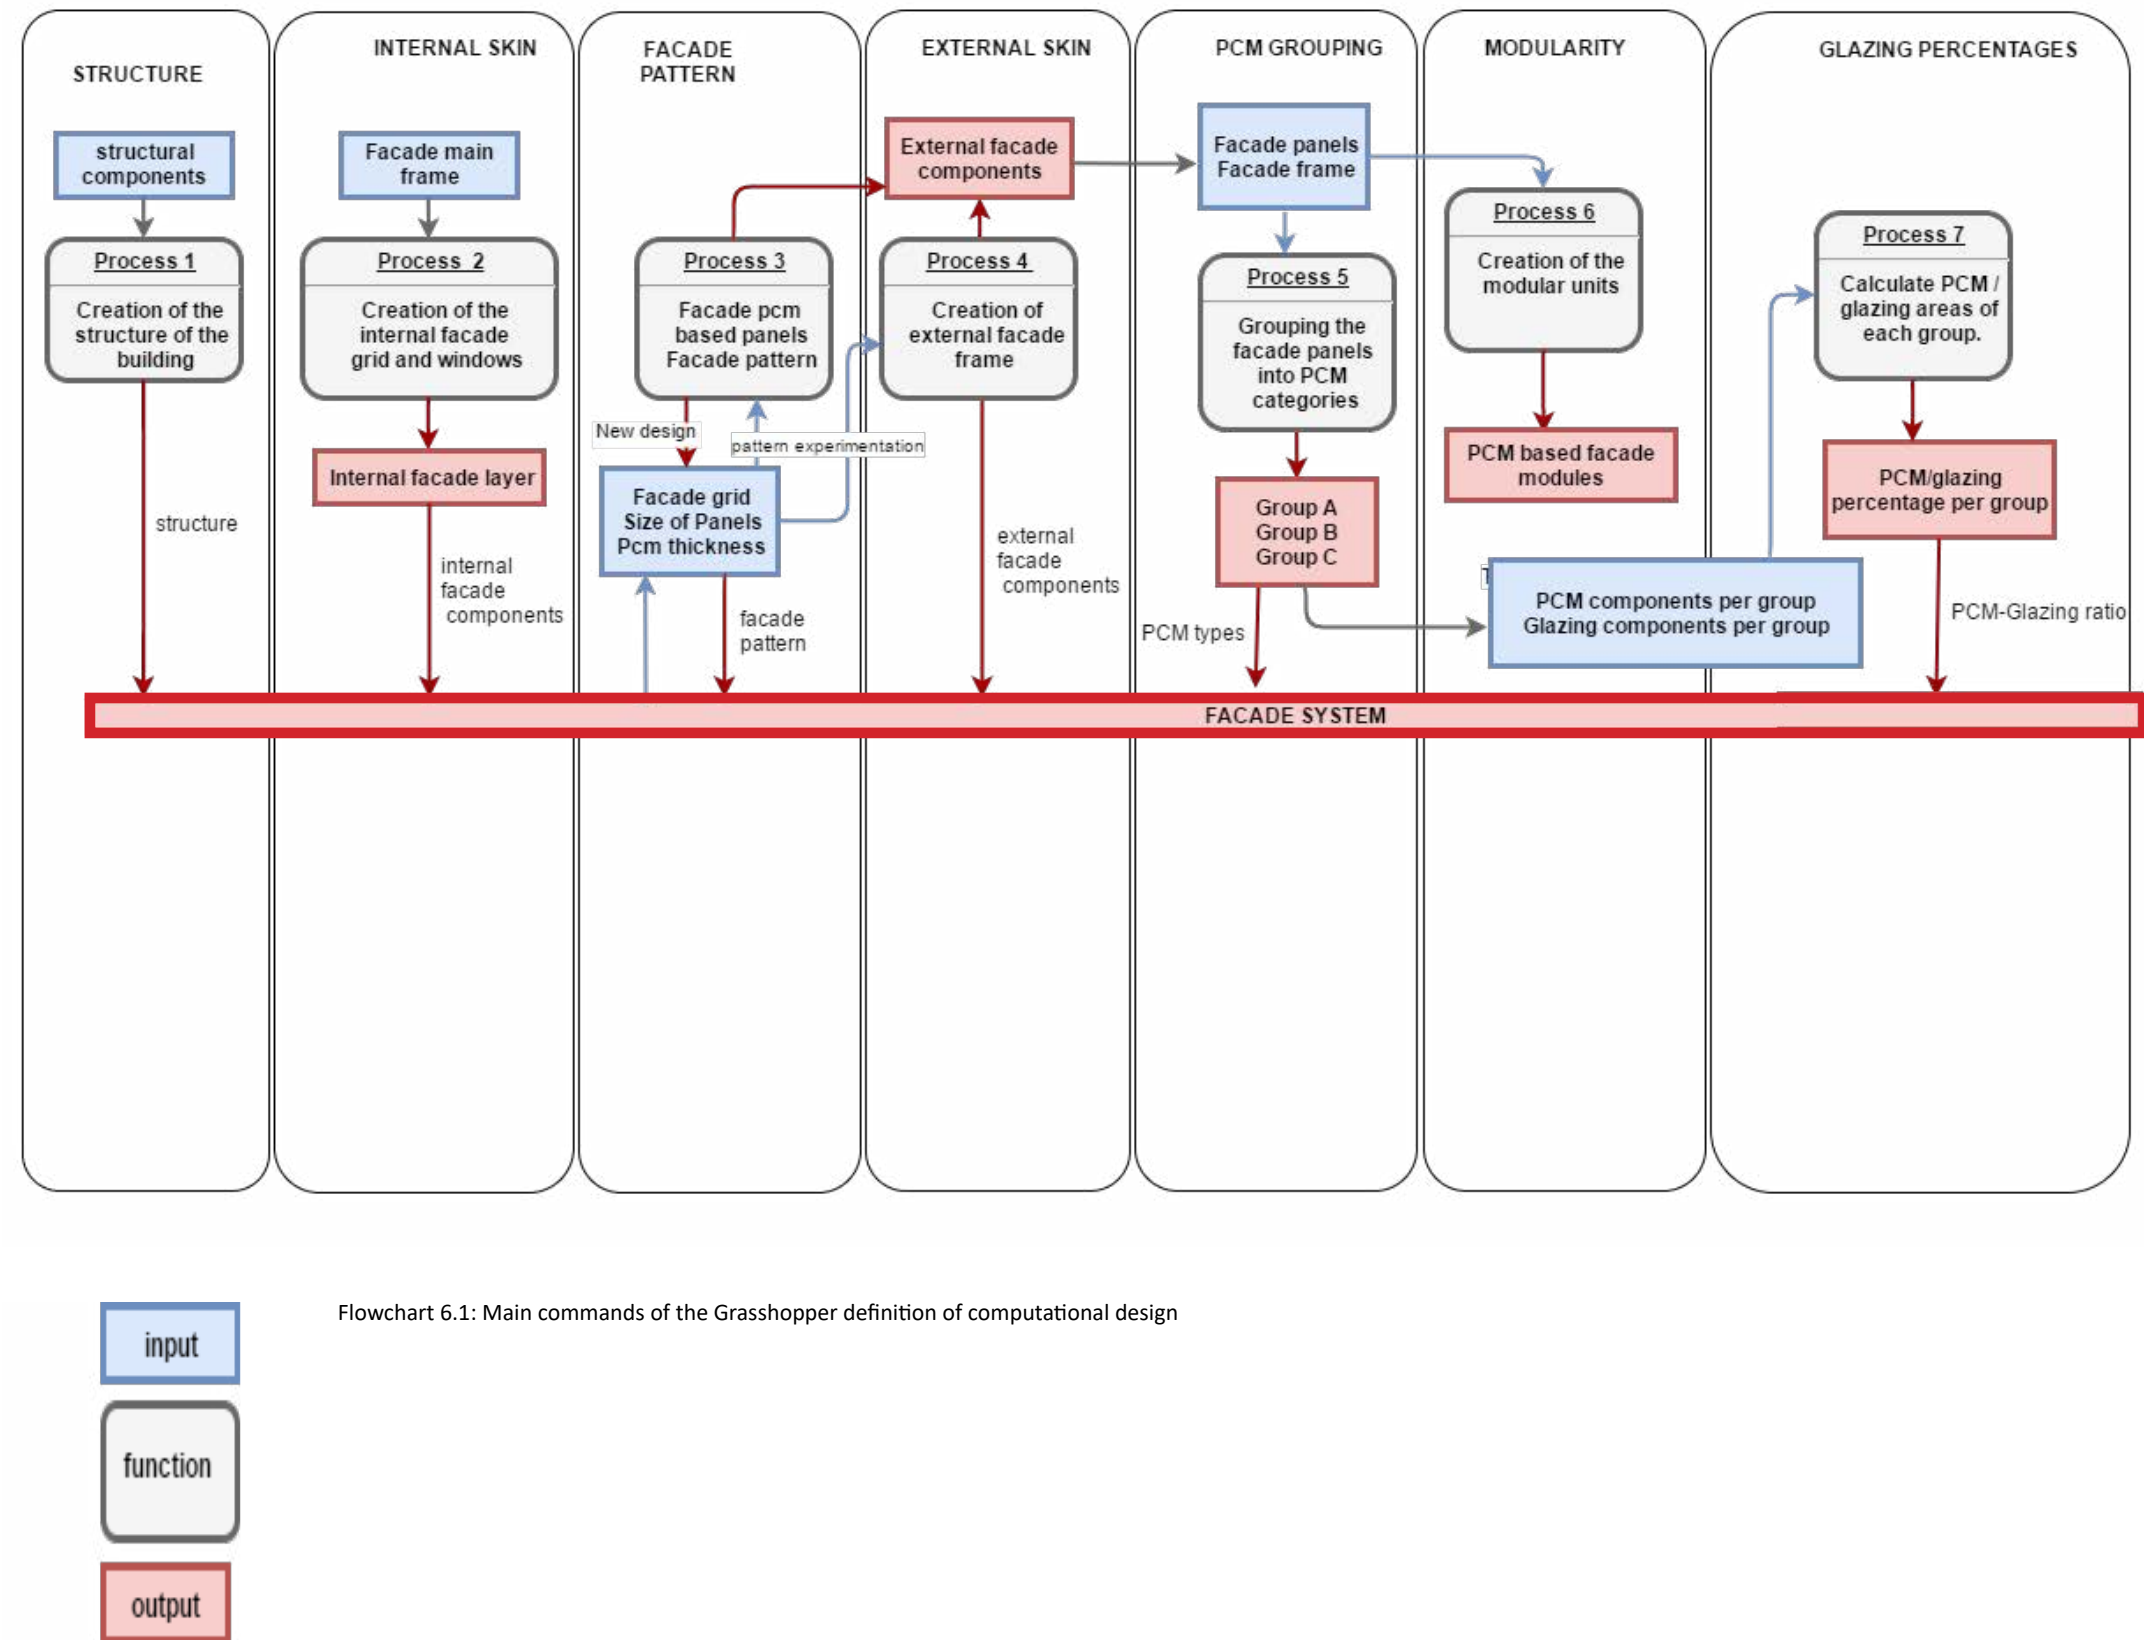 STRUCTURE
structural
components
Process 1
Creation of the
structure of the
building
structure
INTERNAL SKIN
Facade main
frame
Process 2
Creation of the
internal facade
grid and windows
Internal facade layer
internal
facade
components
FACADE
PATTERN
Process 3
Facade pcm
based panels
Facade pattern
New design
pattern experimentation
Facade grid
Size of Panels
Pcm thickness
facade
pattern
EXTERNAL SKIN
External facade
components
Process 4
Creation of
external facade
frame
external
facade
components
PCM GROUPING
Facade panels
Facade frame
Process 5
Grouping the
facade panels
into PCM
categories
Group A
Group B
Group C
PCM types
MODULARITY
Process 6
Creation of the
modular units
PCM based facade
modules
PCM components per group
Glazing components per group
GLAZING PERCENTAGES
Process 7
Calculate PCM /
glazing areas of
each group.
PCM/glazing
percentage per group
PCM-Glazing ratio
FACADE SYSTEM
Flowchart 6.1: Main commands of the Grasshopper definition of computational design
input
function
output